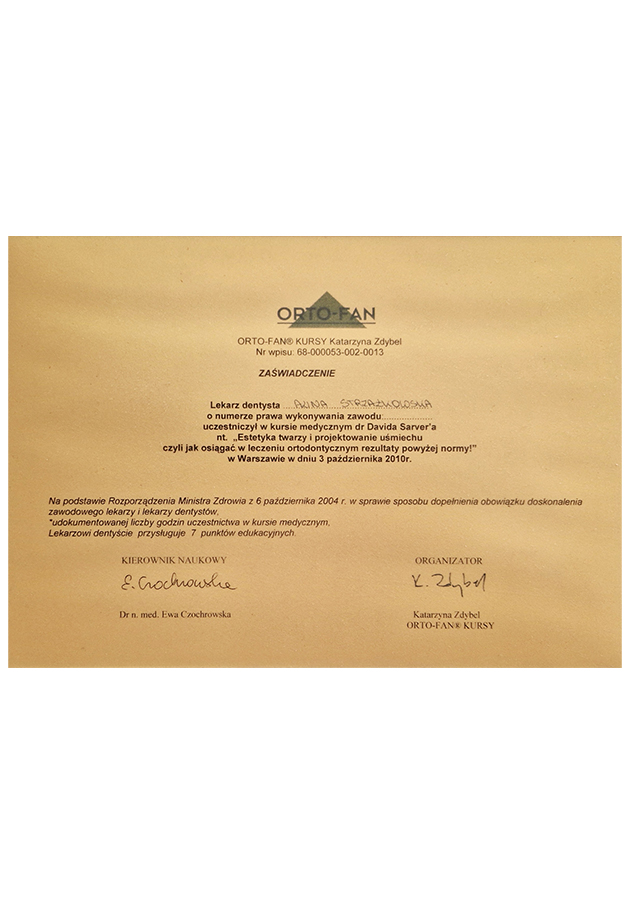 ORTO-FAN
ORTO-FAN® KURSY Katarzyna Zdybel
Nr wpisu: 68-000053-002-0013
ZAŚWIADCZENIE
Lekarz dentysta ALINA STRZAŁKOWSKA
o numerze prawa wykonywania zawodu:
uczestniczył w kursie medycznym dr Davida Sarver'a
nt. „Estetyka twarzy i projektowanie uśmiechu
czyli jak osiągać w leczeniu ortodontycznym rezultaty powyżej normy!"
w Warszawie w dniu 3 października 2010r.
Na podstawie Rozporządzenia Ministra Zdrowia z 6 października 2004 r. w sprawie sposobu dopełnienia obowiązku doskonalenia
zawodowego lekarzy i lekarzy dentystów,
*udokumentowanej liczby godzin uczestnictwa w kursie medycznym,
Lekarzowi dentyście przysługuje 7 punktów edukacyjnych.
KIEROWNIK NAUKOWY
E. Czochrowska
Dr n. med. Ewa Czochrowska
ORGANIZATOR
K. Zdybel
Katarzyna Zdybel
ORTO-FAN® KURSY